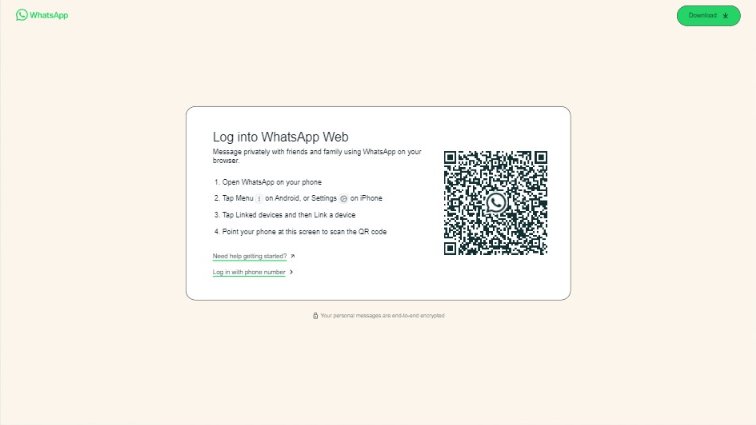 WhatsApp
Download
Log into WhatsApp Web
Message privately with friends and family using WhatsApp on your
browser.
1. Open WhatsApp on your phone
2. Tap Menu on Android, or Settings on iPhone
3. Tap Linked devices and then Link a device
4. Point your phone at this screen to scan the QR code
Need help getting started?
Log in with phone number
Your personal messages are end-to-end encrypted